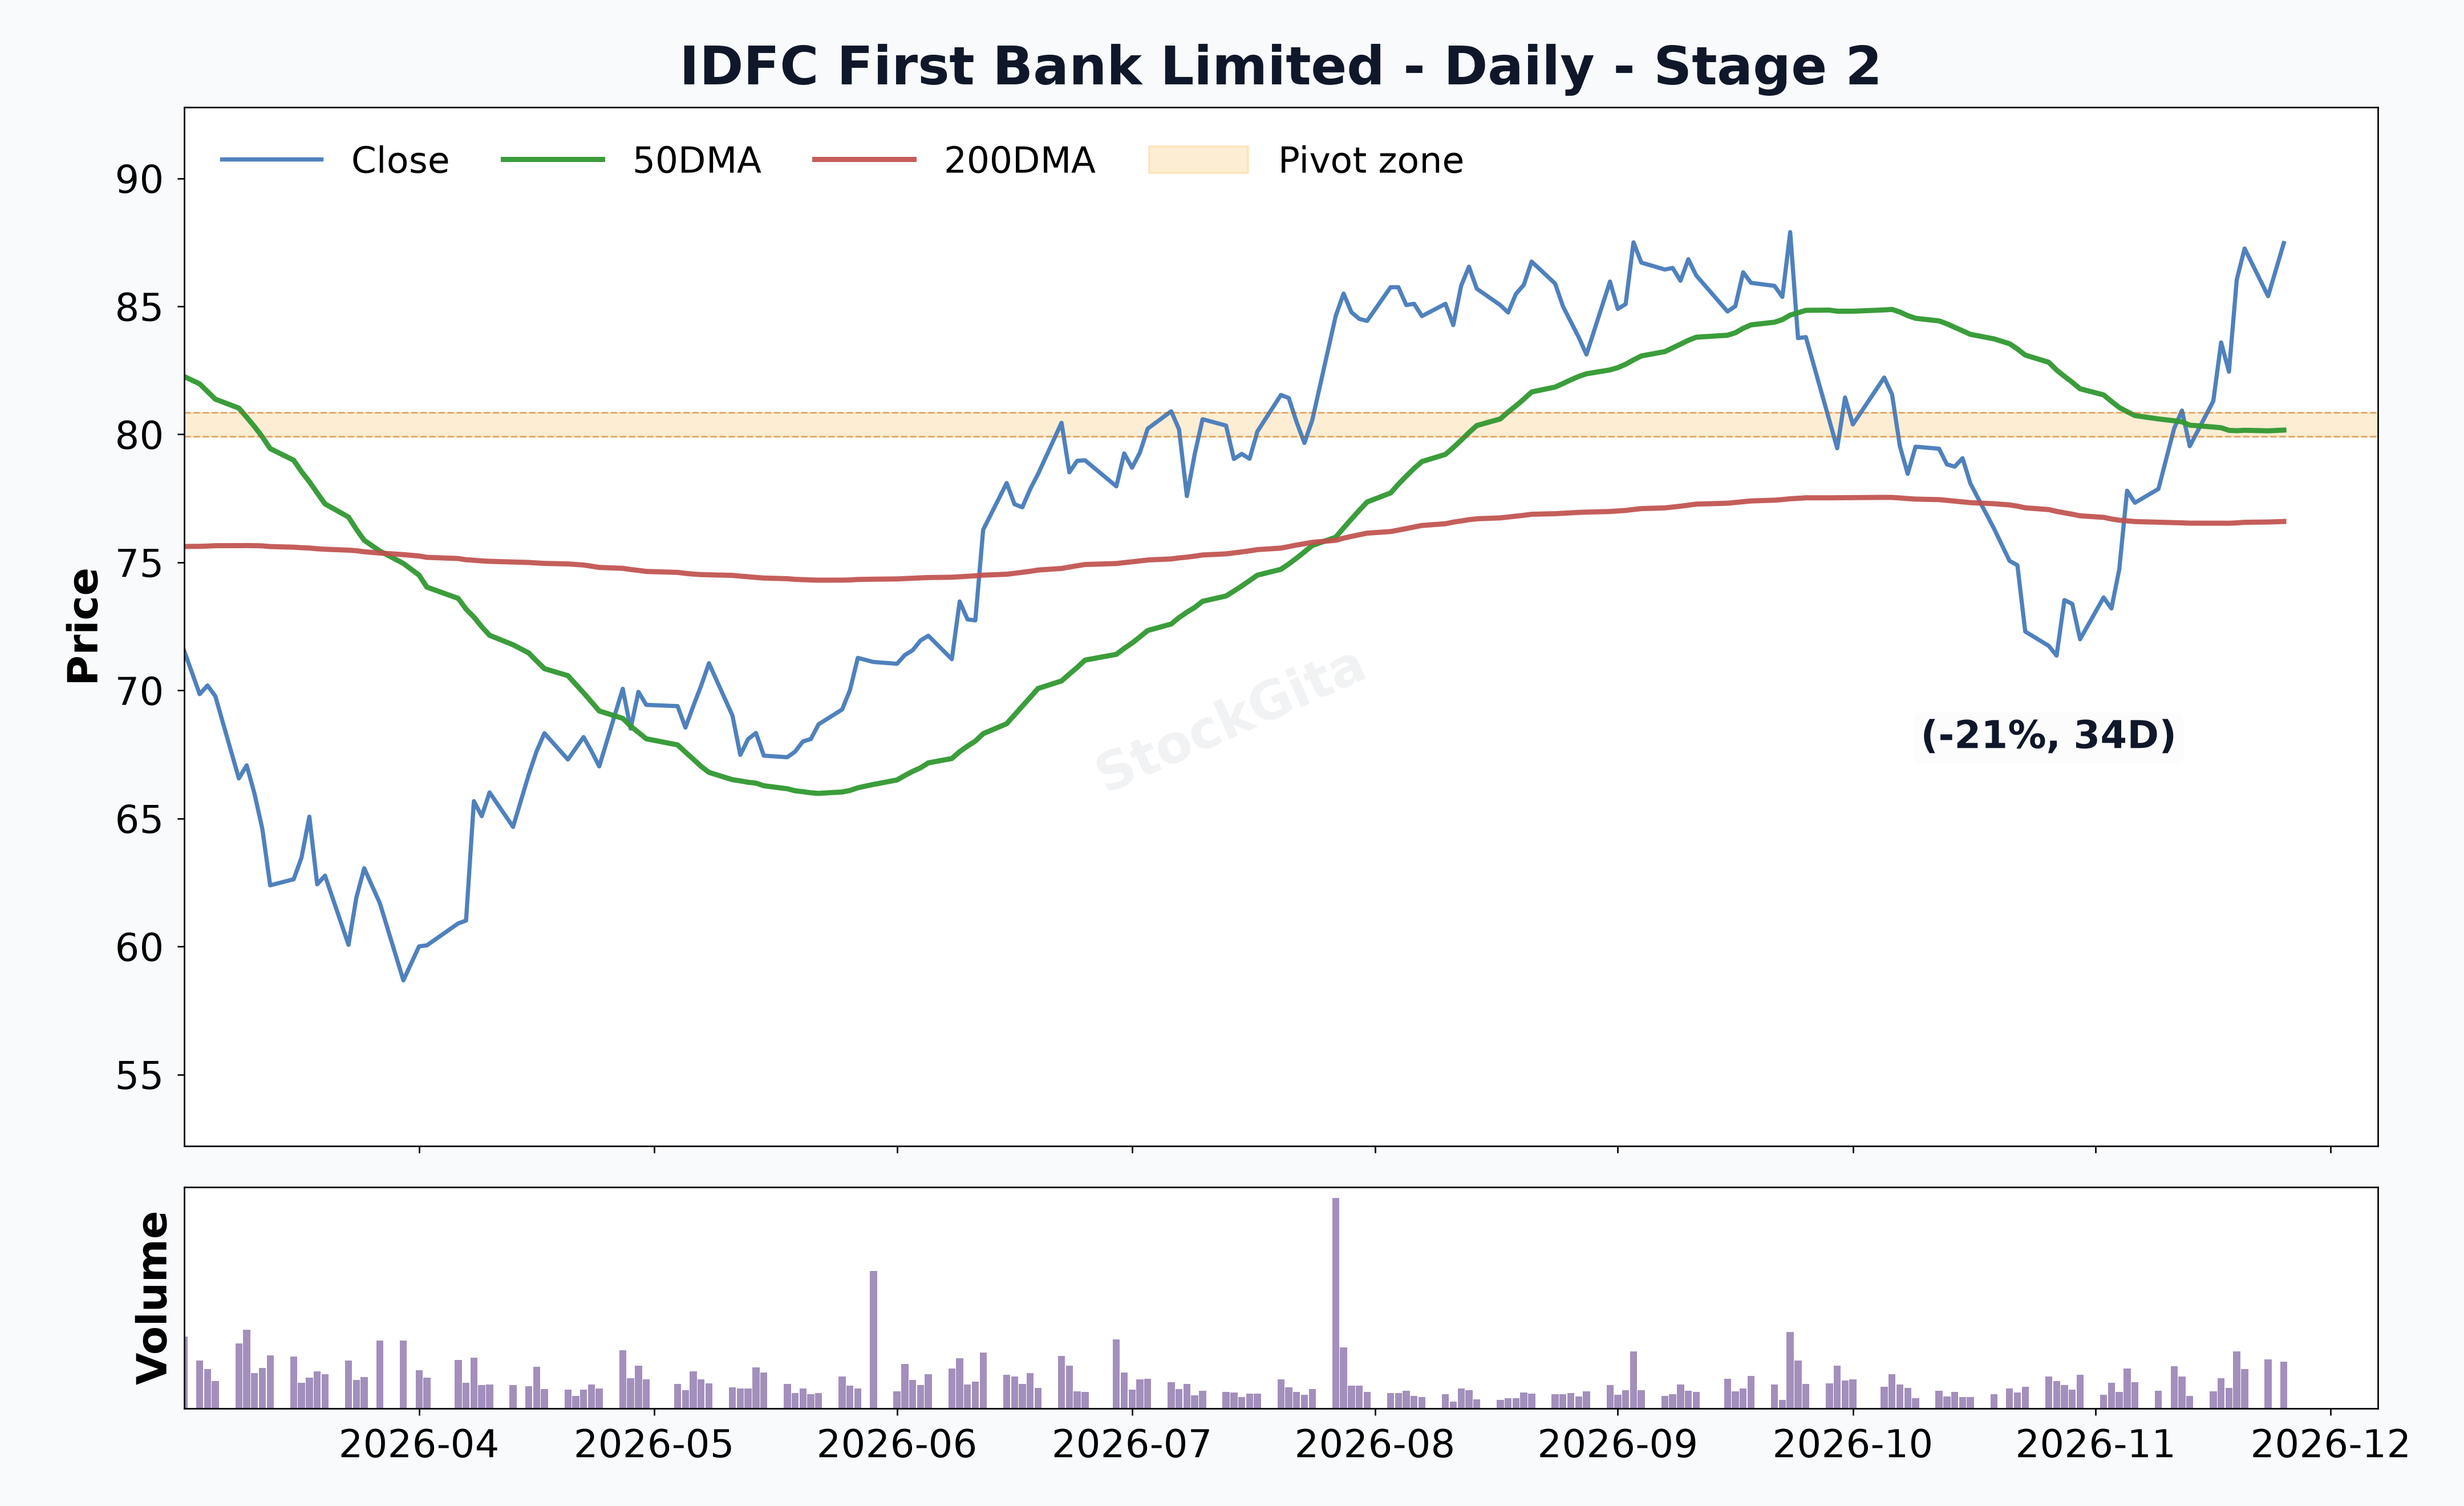 IDFC First Bank Limited - Daily - Stage 2
Close 50DMA 200DMA Pivot zone
90
85
80
75
70
65
60
55
Price
StockGita
(-21%, 34D)
Volume
2026-04 2026-05 2026-06 2026-07 2026-08 2026-09 2026-10 2026-11 2026-12